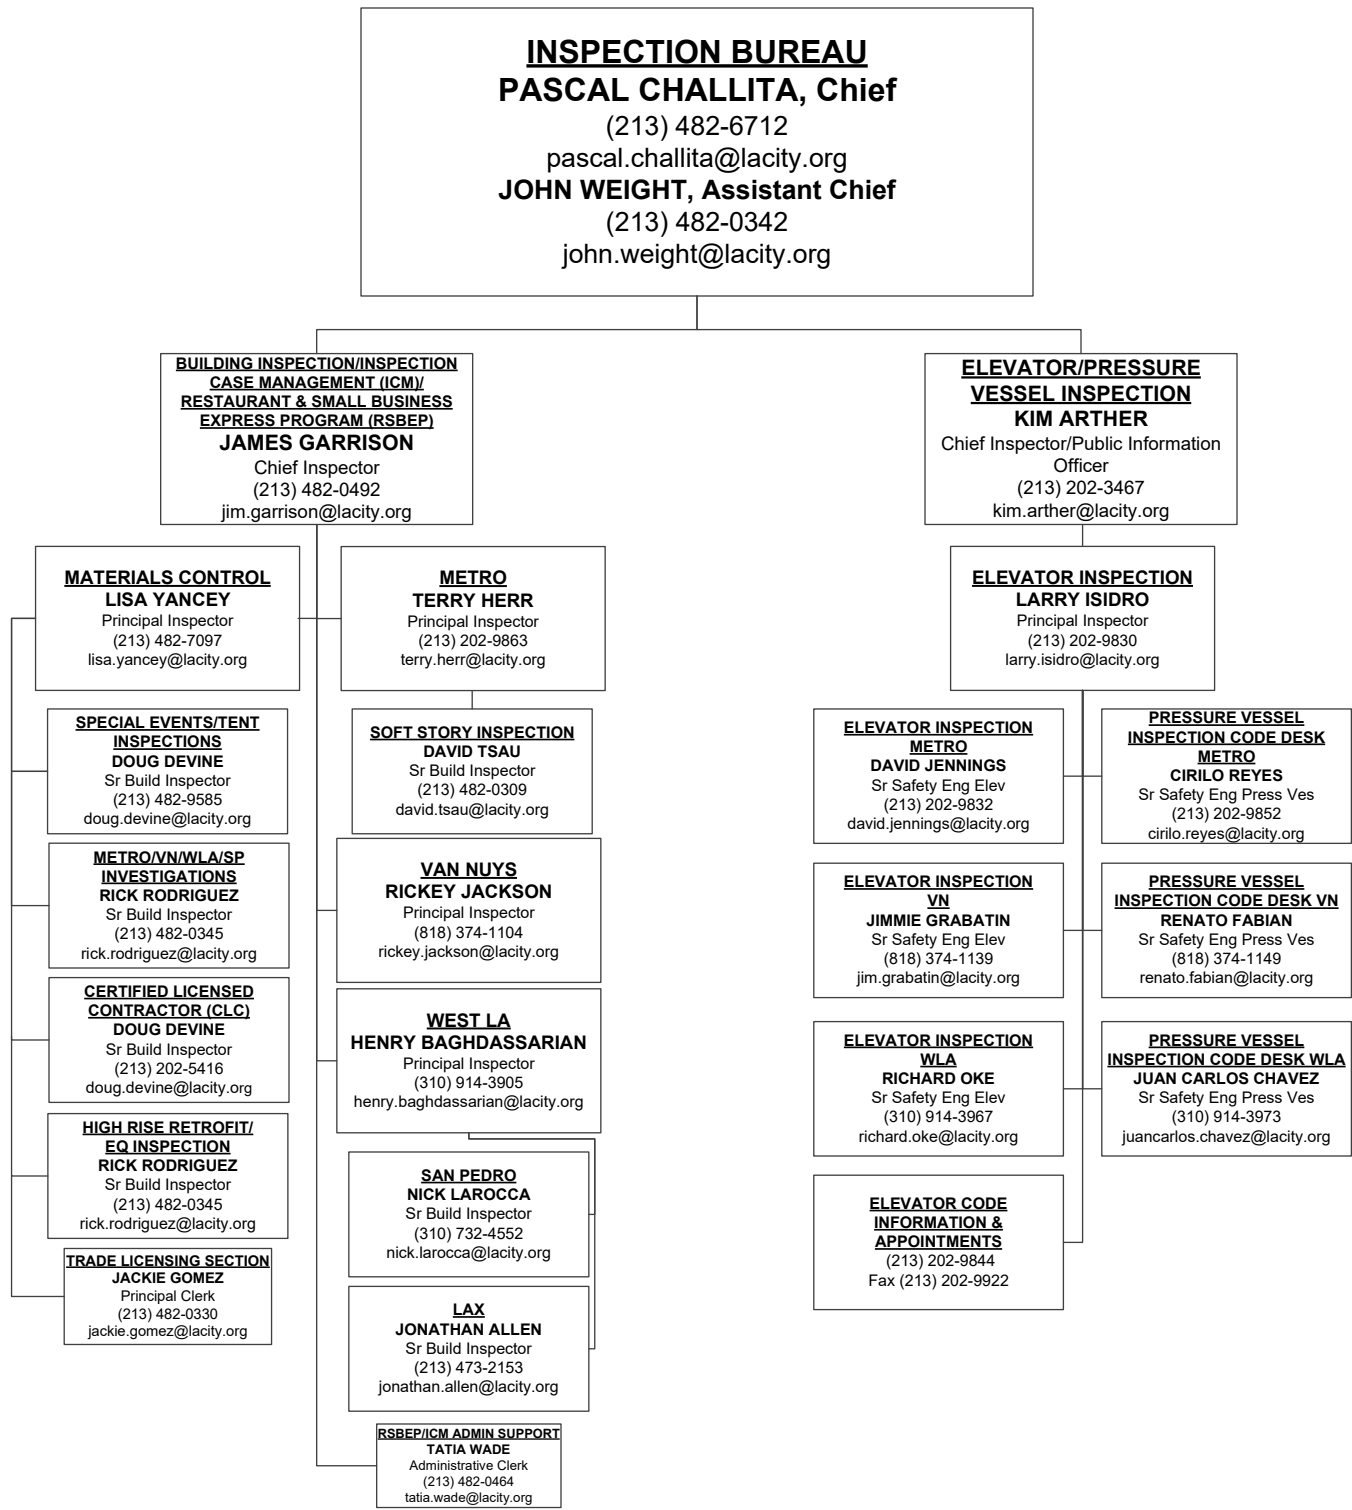 INSPECTION BUREAU
PASCAL CHALLITA, Chief
(213) 482-6712
pascal.challita@lacity.org
JOHN WEIGHT, Assistant Chief
(213) 482-0342
john.weight@lacity.org
BUILDING INSPECTION/INSPECTION
CASE MANAGEMENT (ICM)/
RESTAURANT & SMALL BUSINESS
EXPRESS PROGRAM (RSBEP)
JAMES GARRISON
Chief Inspector
(213) 482-0492
jim.garrison@lacity.org
MATERIALS CONTROL
LISA YANCEY
Principal Inspector
(213) 482-7097
lisa.yancey@lacity.org
SPECIAL EVENTS/TENT
INSPECTIONS
DOUG DEVINE
Sr Build Inspector
(213) 482-9585
doug.devine@lacity.org
METRO/VN/WLA/SP
INVESTIGATIONS
RICK RODRIGUEZ
Sr Build Inspector
(213) 482-0345
rick.rodriguez@lacity.org
CERTIFIED LICENSED
CONTRACTOR (CLC)
DOUG DEVINE
Sr Build Inspector
(213) 202-5416
doug.devine@lacity.org
HIGH RISE RETROFIT/
EQ INSPECTION
RICK RODRIGUEZ
Sr Build Inspector
(213) 482-0345
rick.rodriguez@lacity.org
TRADE LICENSING SECTION
JACKIE GOMEZ
Principal Clerk
(213) 482-0330
jackie.gomez@lacity.org
METRO
TERRY HERR
Principal Inspector
(213) 202-9863
terry.herr@lacity.org
SOFT STORY INSPECTION
DAVID TSAU
Sr Build Inspector
(213) 482-0309
david.tsau@lacity.org
VAN NUYS
RICKEY JACKSON
Principal Inspector
(818) 374-1104
rickey.jackson@lacity.org
WEST LA
HENRY BAGHDASSARIAN
Principal Inspector
(310) 914-3905
henry.baghdassarian@lacity.org
SAN PEDRO
NICK LAROCCA
Sr Build Inspector
(310) 732-4552
nick.larocca@lacity.org
LAX
JONATHAN ALLEN
Sr Build Inspector
(213) 473-2153
jonathan.allen@lacity.org
RSBEP/ICM ADMIN SUPPORT
TATIA WADE
Administrative Clerk
(213) 482-0464
tatia.wade@lacity.org
ELEVATOR/PRESSURE
VESSEL INSPECTION
KIM ARTHER
Chief Inspector/Public Information
Officer
(213) 202-3467
kim.arther@lacity.org
ELEVATOR INSPECTION
LARRY ISIDRO
Principal Inspector
(213) 202-9830
larry.isidro@lacity.org
ELEVATOR INSPECTION
METRO
DAVID JENNINGS
Sr Safety Eng Elev
(213) 202-9832
david.jennings@lacity.org
PRESSURE VESSEL
INSPECTION CODE DESK
METRO
CIRILO REYES
Sr Safety Eng Press Ves
(213) 202-9852
cirilo.reyes@lacity.org
ELEVATOR INSPECTION
VN
JIMMIE GRABATIN
Sr Safety Eng Elev
(818) 374-1139
jim.grabatin@lacity.org
PRESSURE VESSEL
INSPECTION CODE DESK VN
RENATO FABIAN
Sr Safety Eng Press Ves
(818) 374-1149
renato.fabian@lacity.org
ELEVATOR INSPECTION
WLA
RICHARD OKE
Sr Safety Eng Elev
(310) 914-3967
richard.oke@lacity.org
PRESSURE VESSEL
INSPECTION CODE DESK WLA
JUAN CARLOS CHAVEZ
Sr Safety Eng Press Ves
(310) 914-3973
juancarlos.chavez@lacity.org
ELEVATOR CODE
INFORMATION &
APPOINTMENTS
(213) 202-9844
Fax (213) 202-9922